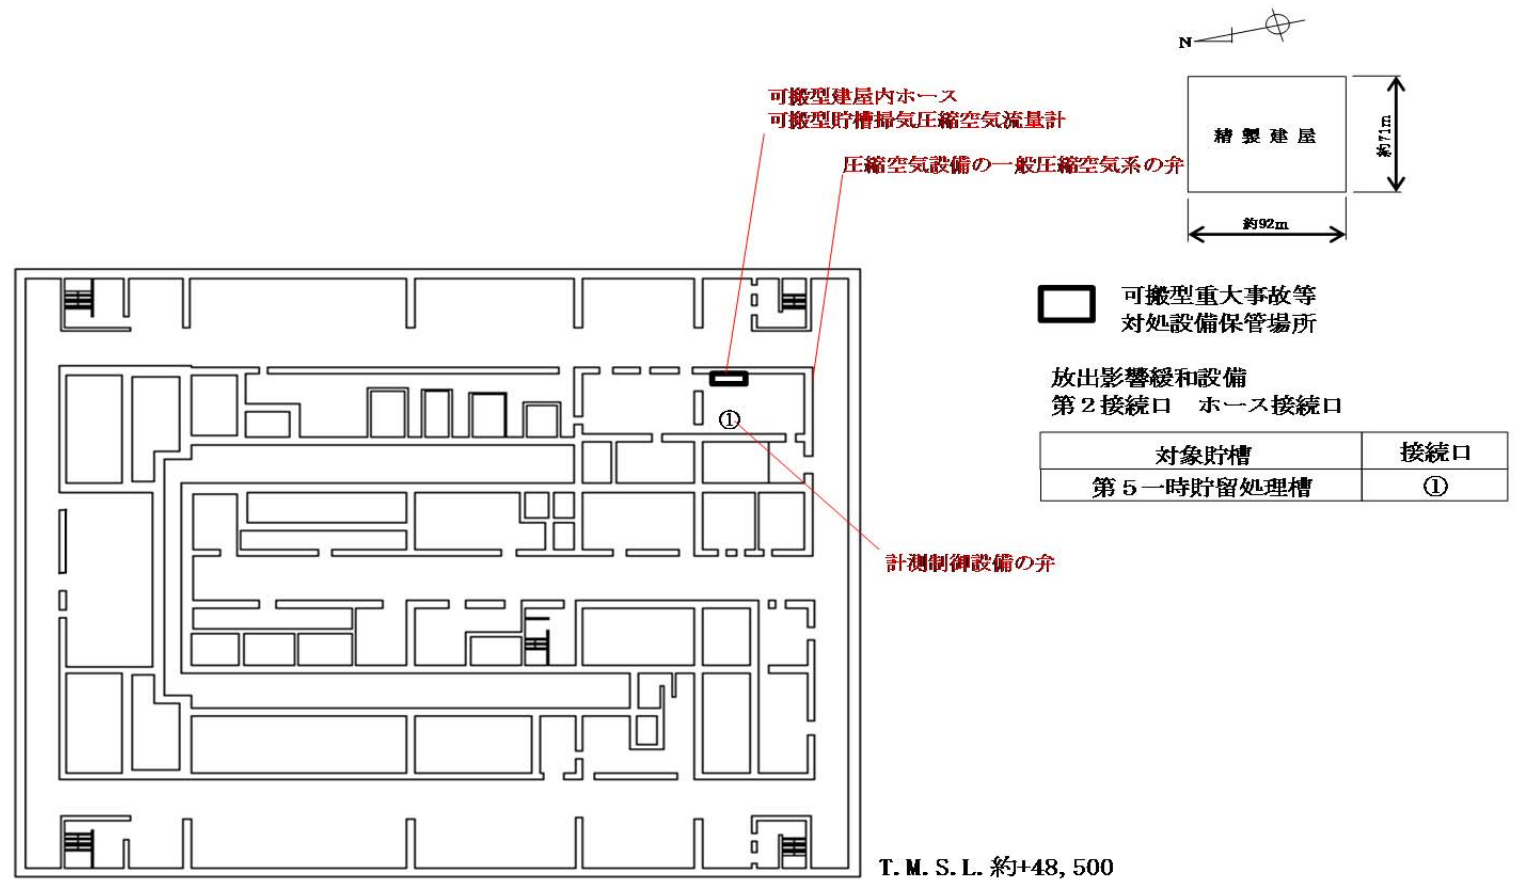 N
可搬型建屋内ホース
可搬型貯槽掃気圧縮空気流量計
圧縮空気設備の一般圧縮空気系の弁
精製建屋
約71m
約92m
可搬型重大事故等
対処設備保管場所
放出影響緩和設備
第２接続口　ホース接続口
対象貯槽 接続口
第５一時貯留処理槽 ①
①
計測制御設備の弁
T.M.S.L.約+48,500